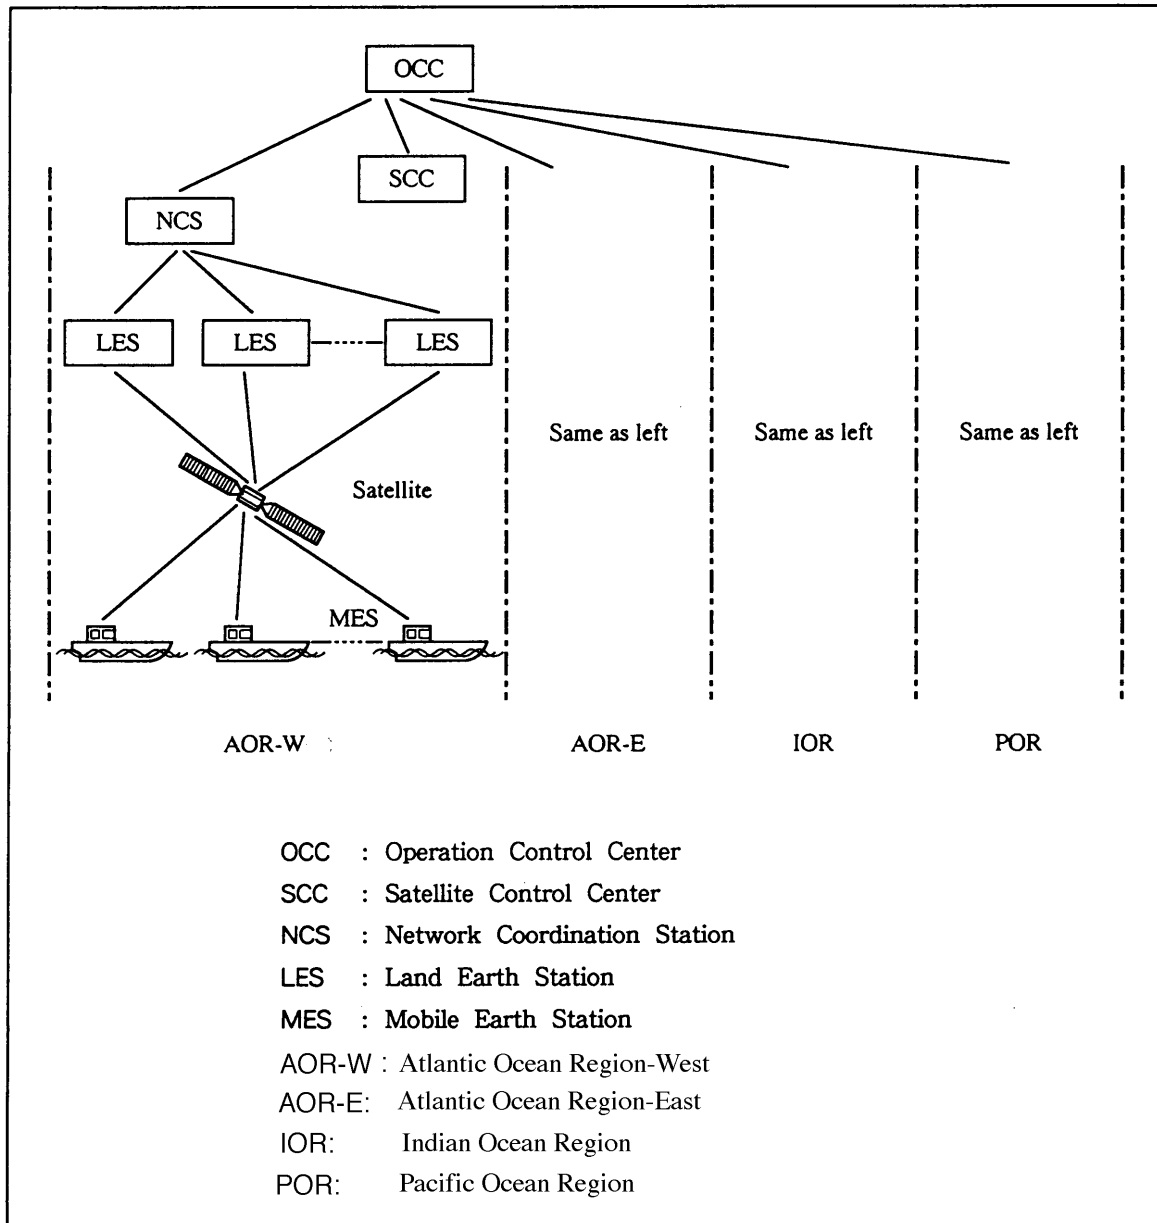 OCC
SCC
NCS
LES LES LES
Same as left Same as left Same as left
Satellite
MES
AOR-W : AOR-E IOR POR
OCC : Operation Control Center
SCC : Satellite Control Center
NCS : Network Coordination Station
LES : Land Earth Station
MES : Mobile Earth Station
AOR-W : Atlantic Ocean Region-West
AOR-E: Atlantic Ocean Region-East
IOR: Indian Ocean Region
POR: Pacific Ocean Region